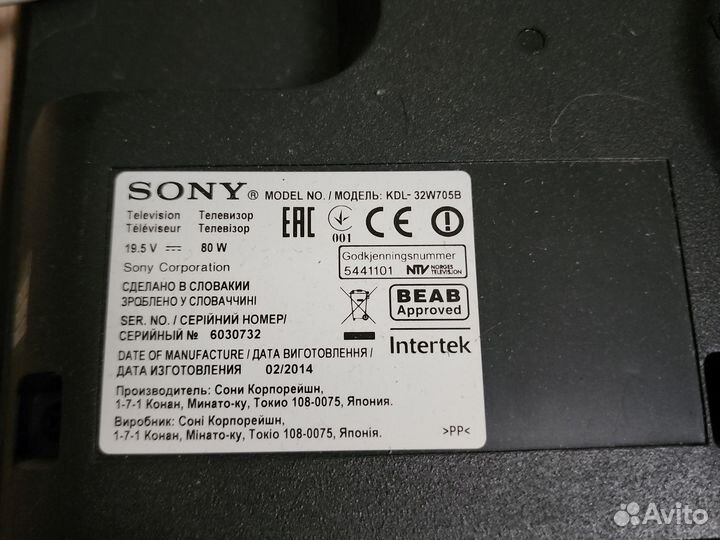 SONY® MODEL NO. / МОДЕЛЬ: KDL- 32W705B
Television Телевизор
Téléviseur Телевізор
19.5 V 80 W
Sony Corporation
EAC
001
CE
Godkjenningsnummer
5441101 NTV NORGES TELEVISJON
СДЕЛАНО В СЛОВАКИИ
ЗРОБЛЕНО У СЛОВАЧЧИНІ
SER. NO. / СЕРІЙНИЙ НОМЕР/
СЕРИЙНЫЙ № 6030732
BEAB
Approved
Intertek
DATE OF MANUFACTURE / ДАТА ВИГОТОВЛЕННЯ /
ДАТА ИЗГОТОВЛЕНИЯ 02/2014
Производитель: Сони Корпорейшн,
1-7-1 Конан, Минато-ку, Токио 108-0075, Япония.
Виробник: Соні Корпорейшн,
1-7-1 Конан, Мінато-ку, Токіо 108-0075, Японія.
>PP<
Avito